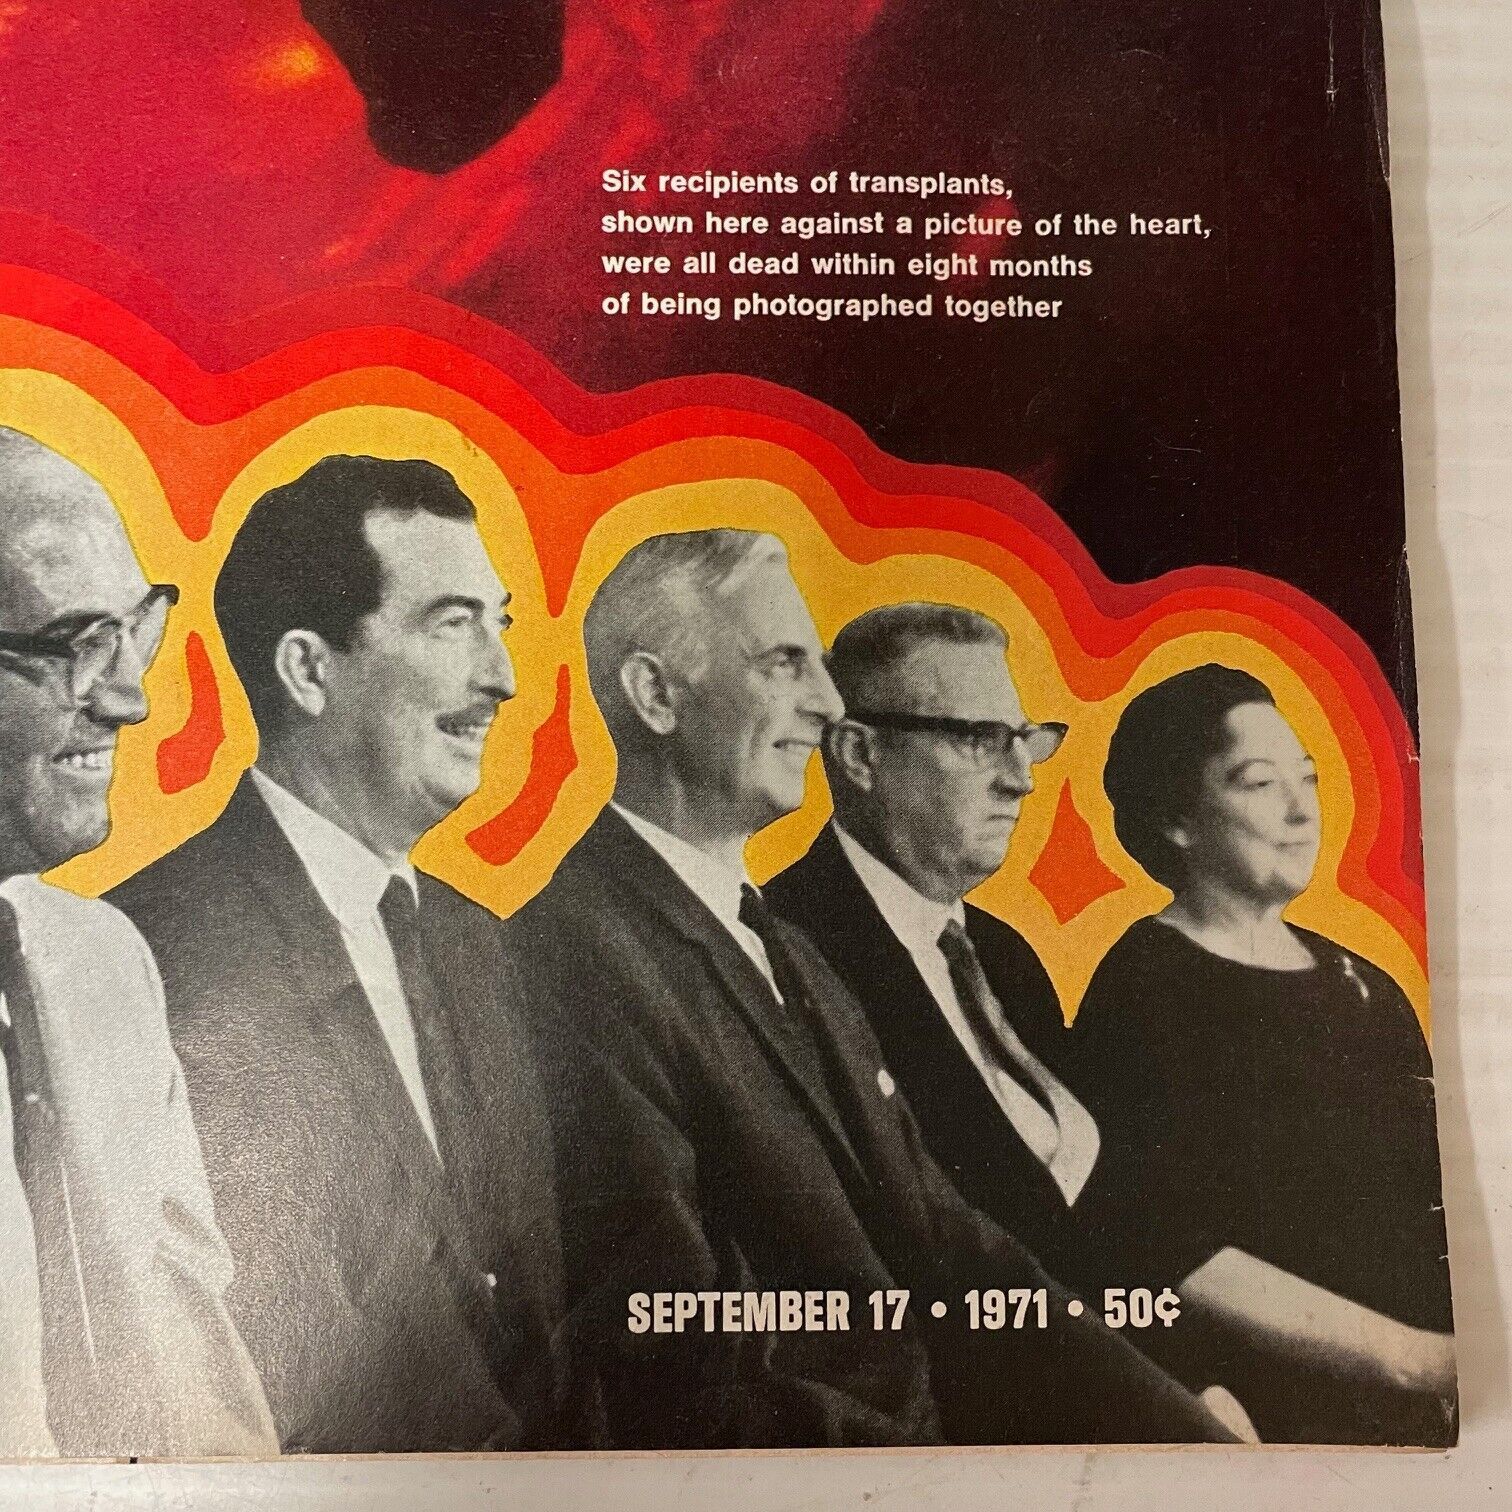 Six recipients of transplants,
shown here against a picture of the heart,
were all dead within eight months
of being photographed together
SEPTEMBER 17 • 1971 • 50¢